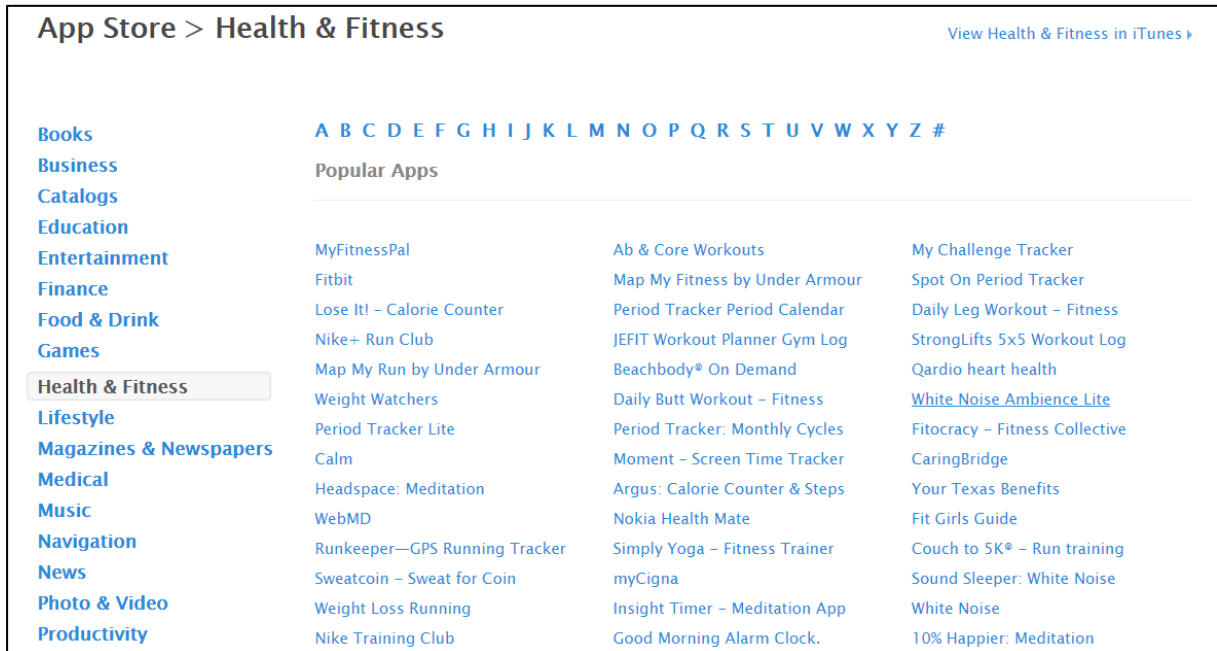 App Store > Health & Fitness
View Health & Fitness in iTunes
Books
Business
Catalogs
Education
Entertainment
Finance
Food & Drink
Games
Health & Fitness
Lifestyle
Magazines & Newspapers
Medical
Music
Navigation
News
Photo & Video
Productivity
A B C D E F G H I J K L M N O P Q R S T U V W X Y Z #
Popular Apps
MyFitnessPal
Fitbit
Lose It! – Calorie Counter
Nike+ Run Club
Map My Run by Under Armour
Weight Watchers
Period Tracker Lite
Calm
Headspace: Meditation
WebMD
Runkeeper—GPS Running Tracker
Sweatcoin – Sweat for Coin
Weight Loss Running
Nike Training Club
Ab & Core Workouts
Map My Fitness by Under Armour
Period Tracker Period Calendar
JEFIT Workout Planner Gym Log
Beachbody® On Demand
Daily Butt Workout – Fitness
Period Tracker: Monthly Cycles
Moment – Screen Time Tracker
Argus: Calorie Counter & Steps
Nokia Health Mate
Simply Yoga – Fitness Trainer
myCigna
Insight Timer – Meditation App
Good Morning Alarm Clock.
My Challenge Tracker
Spot On Period Tracker
Daily Leg Workout – Fitness
StrongLifts 5x5 Workout Log
Qardio heart health
White Noise Ambience Lite
Fitocracy – Fitness Collective
CaringBridge
Your Texas Benefits
Fit Girls Guide
Couch to 5K® – Run training
Sound Sleeper: White Noise
White Noise
10% Happier: Meditation